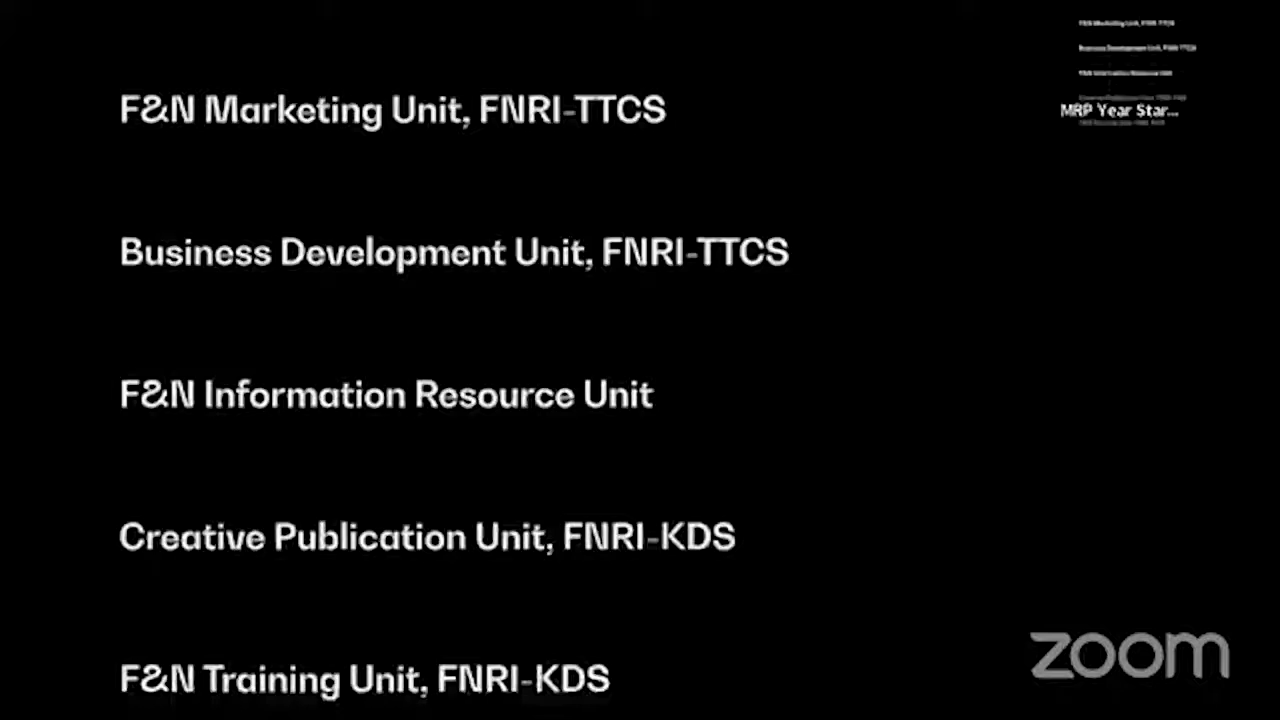 F&N Marketing Unit, FNRI-TTCS
MRP Year Star...
Business Development Unit, FNRI-TTCS
F&N Information Resource Unit
Creative Publication Unit, FNRI-KDS
F&N Training Unit, FNRI-KDS
zoom